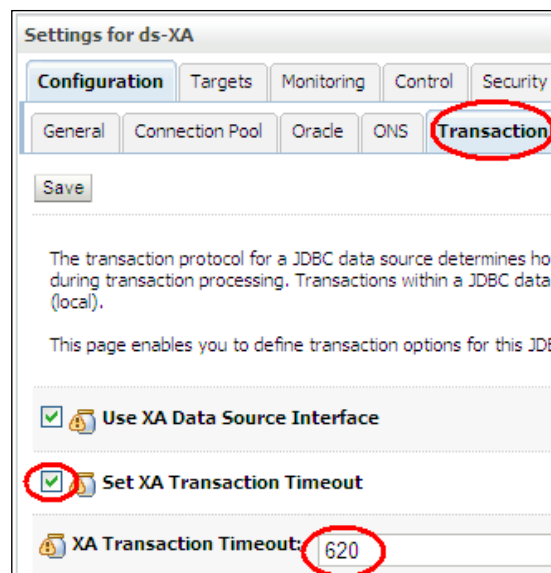 Settings for ds-XA
Configuration Targets Monitoring Control Security
General Connection Pool Oracle ONS Transaction
Save
The transaction protocol for a JDBC data source determines ho
during transaction processing. Transactions within a JDBC data
(local).
This page enables you to define transaction options for this JD
Use XA Data Source Interface
Set XA Transaction Timeout
XA Transaction Timeout: 620